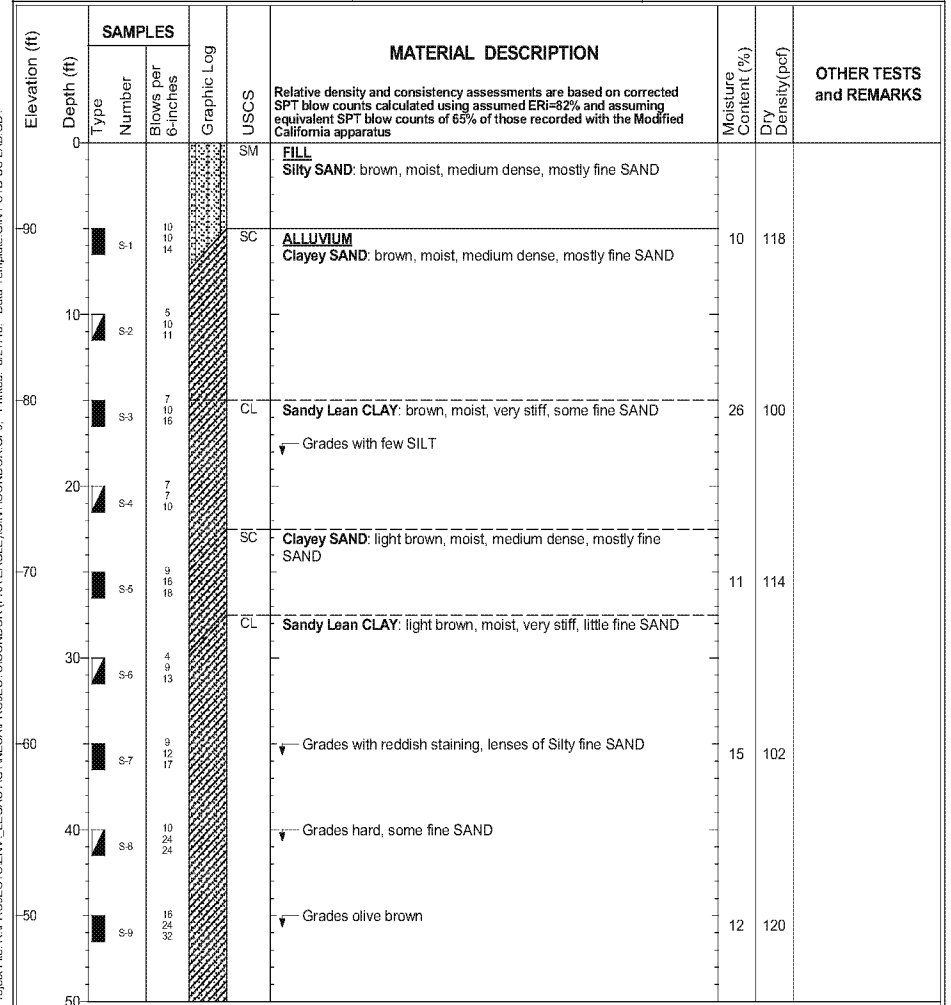 Elevation (ft)
Depth (ft)
SAMPLES
Type
Number
Blows per
6-inches
Graphic Log
USCS
MATERIAL DESCRIPTION
Relative density and consistency assessments are based on corrected
SPT blow counts calculated using assumed ERi=82% and assuming
equivalent SPT blow counts of 65% of those recorded with the Modified
California apparatus
Moisture
Content (%)
Dry
Density(pcf)
OTHER TESTS
and REMARKS
0
SM FILL
Silty SAND: brown, moist, medium dense, mostly fine SAND
90
S-1
10
10
14
SC ALLUVIUM
Clayey SAND: brown, moist, medium dense, mostly fine SAND
10 118
10
S-2
5
10
11
80
S-3
7
10
16
CL Sandy Lean CLAY: brown, moist, very stiff, some fine SAND
26 100
Grades with few SILT
20
S-4
7
7
10
SC Clayey SAND: light brown, moist, medium dense, mostly fine
SAND
70
S-5
9
16
18
11 114
CL Sandy Lean CLAY: light brown, moist, very stiff, little fine SAND
30
S-6
4
9
13
60
S-7
9
12
17
Grades with reddish staining, lenses of Silty fine SAND
15 102
40
S-8
10
24
24
Grades hard, some fine SAND
50
S-9
16
24
32
Grades olive brown
12 120
50